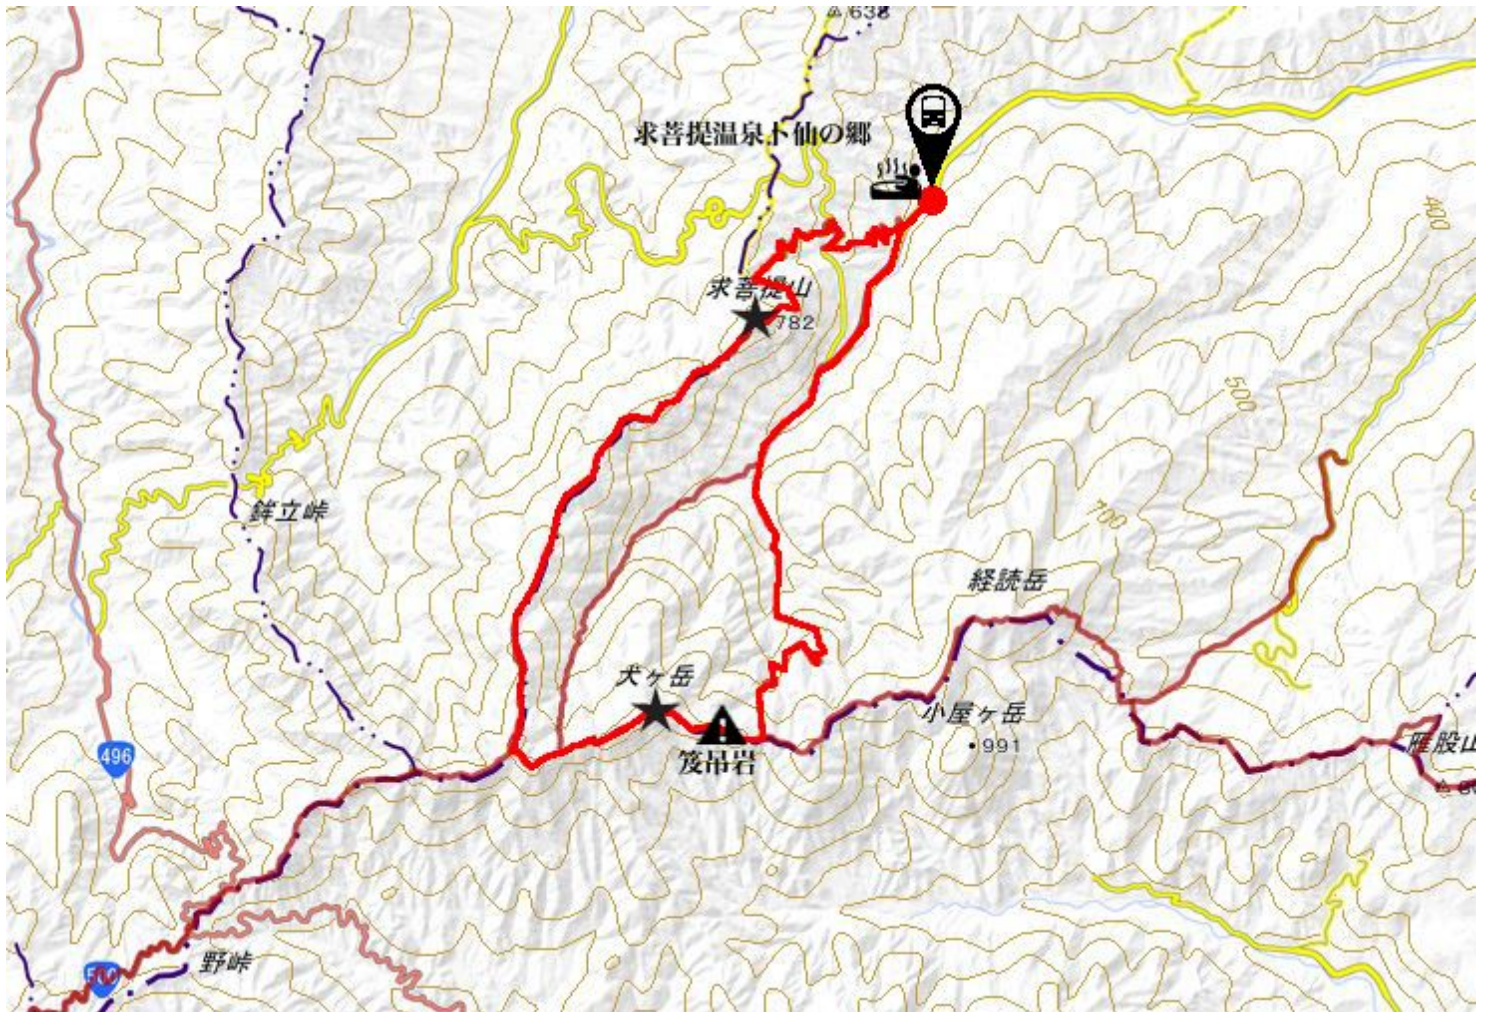 638
求菩提温泉卜仙の郷
400
求菩提山
782
500
鉾立峠
700
経読岳
犬ヶ岳
小屋ヶ岳
991
笈吊岩
雁股山
496
野峠